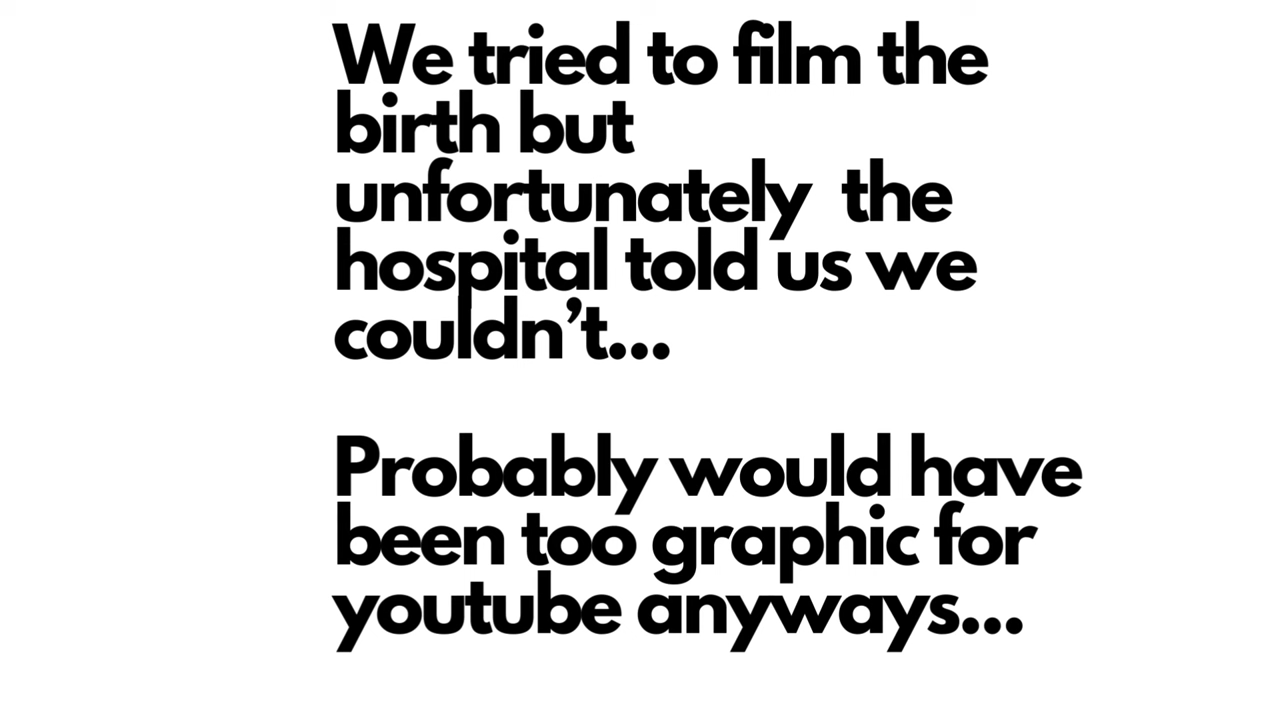 We tried to film the
birth but
unfortunately  the
hospital told us we
couldn’t...
Probably would have
been too graphic for
youtube anyways...